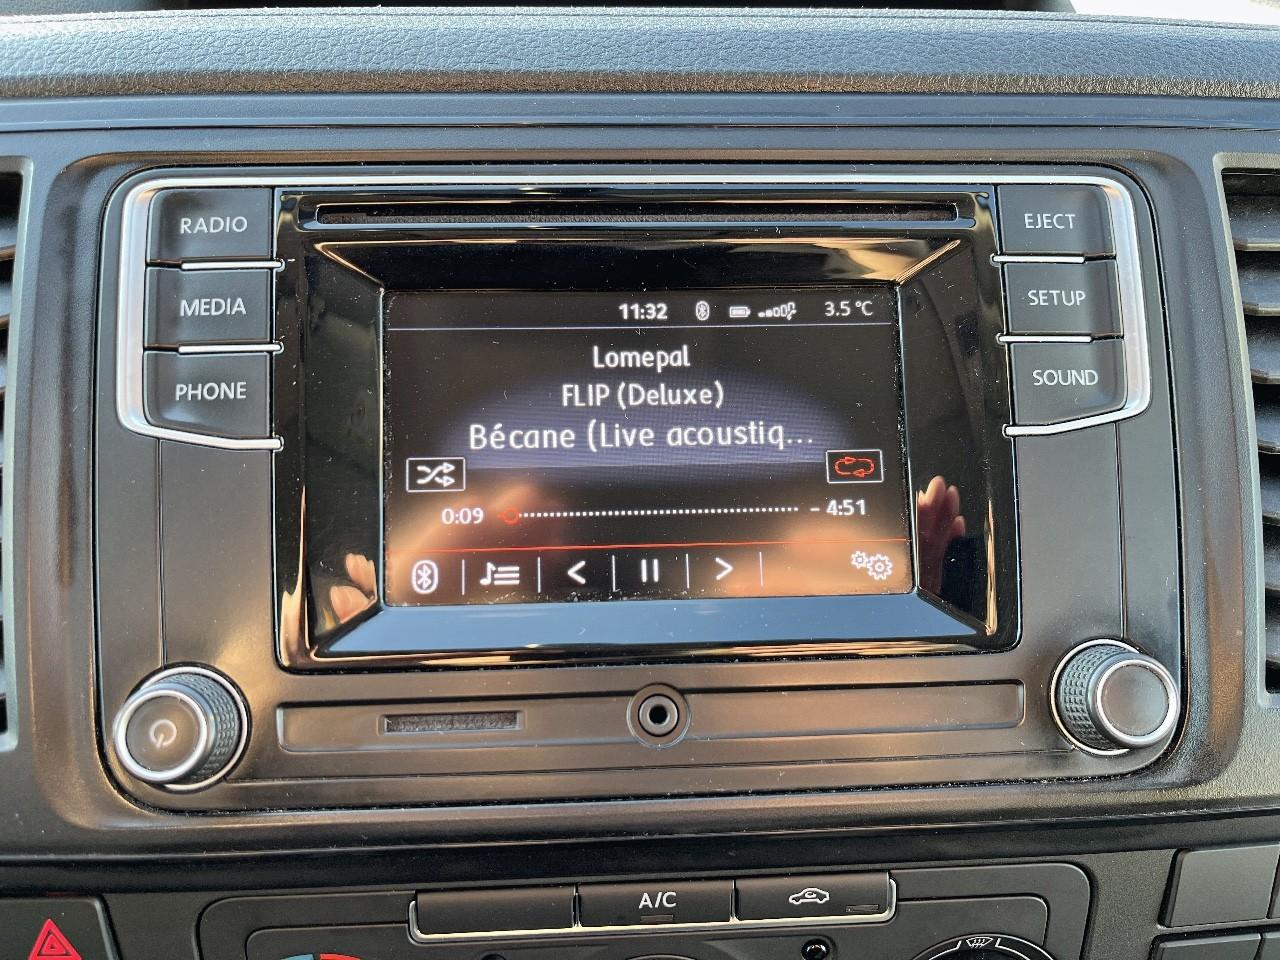 RADIO
MEDIA
PHONE
EJECT
SETUP
SOUND
11:32 3.5 °C
Lomepal
FLIP (Deluxe)
Bécane (Live acoustiq...
0:09 - 4:51
A/C